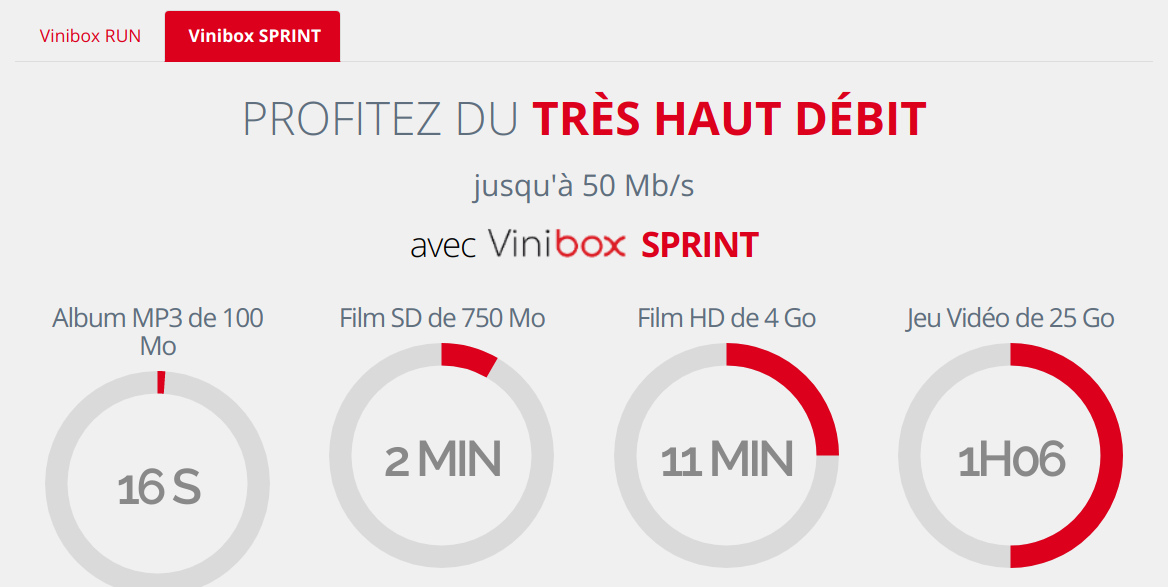 Vinibox RUN
Vinibox SPRINT
PROFITEZ DU TRÈS HAUT DÉBIT
jusqu'à 50 Mb/s
avec Vinibox SPRINT
Album MP3 de 100
Mo
16 S
Film SD de 750 Mo
2 MIN
Film HD de 4 Go
11 MIN
Jeu Vidéo de 25 Go
1H06